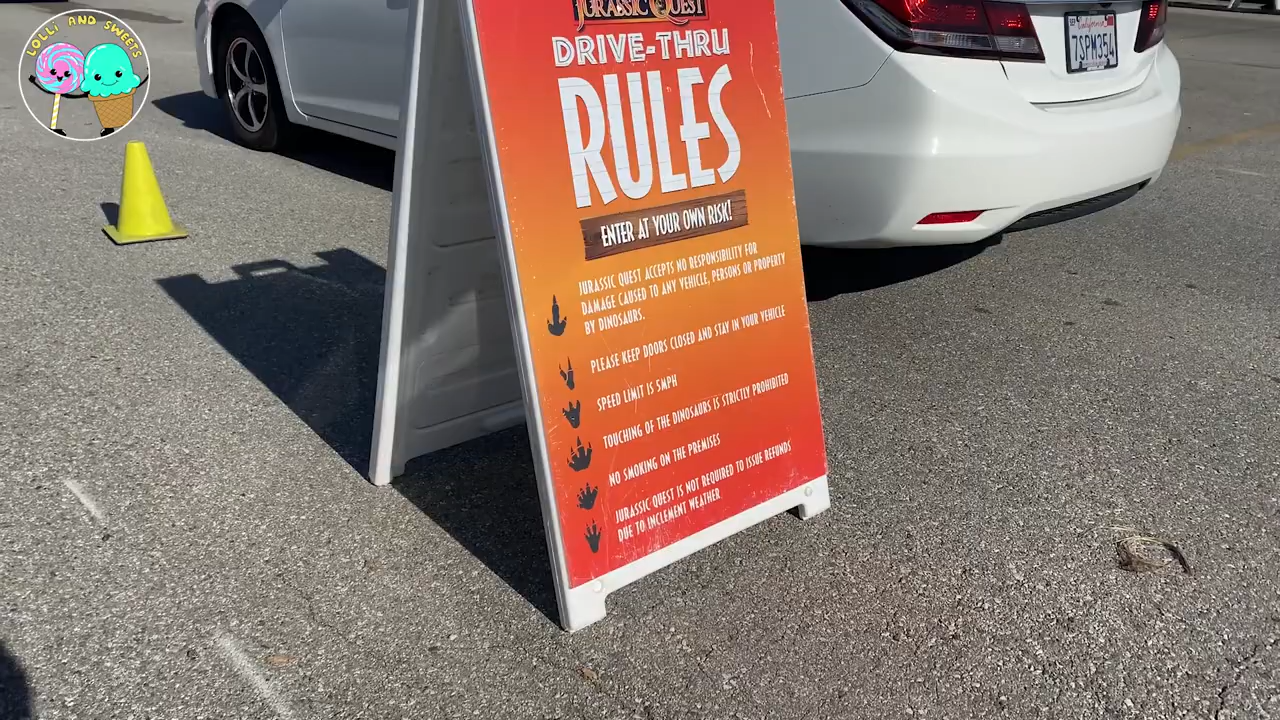 LOLLI AND SWEETS
JURASSIC QUEST
DRIVE-THRU
RULES
ENTER AT YOUR OWN RISK!
JURASSIC QUEST ACCEPTS NO RESPONSIBILITY FOR
DAMAGE CAUSED TO ANY VEHICLE, PERSONS OR PROPERTY
BY DINOSAURS.
PLEASE KEEP DOORS CLOSED AND STAY IN YOUR VEHICLE
SPEED LIMIT IS 5MPH
TOUCHING OF THE DINOSAURS IS STRICTLY PROHIBITED
NO SMOKING ON THE PREMISES
JURASSIC QUEST IS NOT REQUIRED TO ISSUE REFUNDS
DUE TO INCLEMENT WEATHER
California
7SPM354